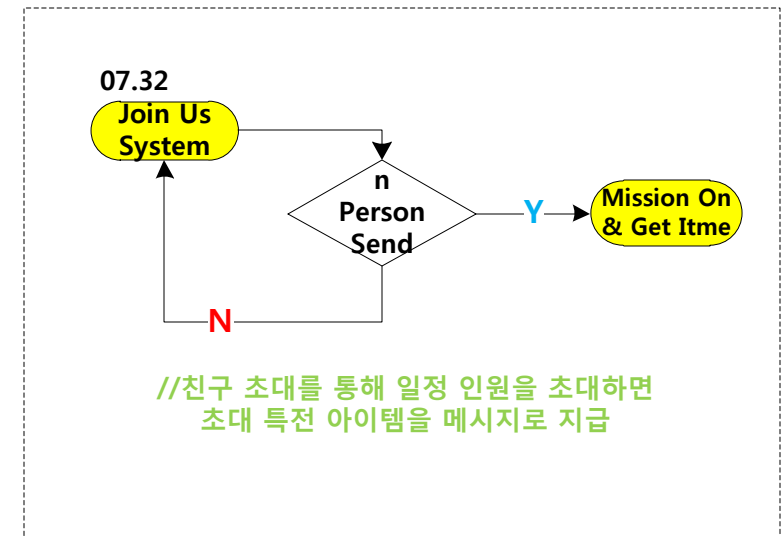 07.32
Join Us
System
n
Person
Send
Y
Mission On
& Get Itme
N
//친구 초대를 통해 일정 인원을 초대하면
초대 특전 아이템을 메시지로 지급